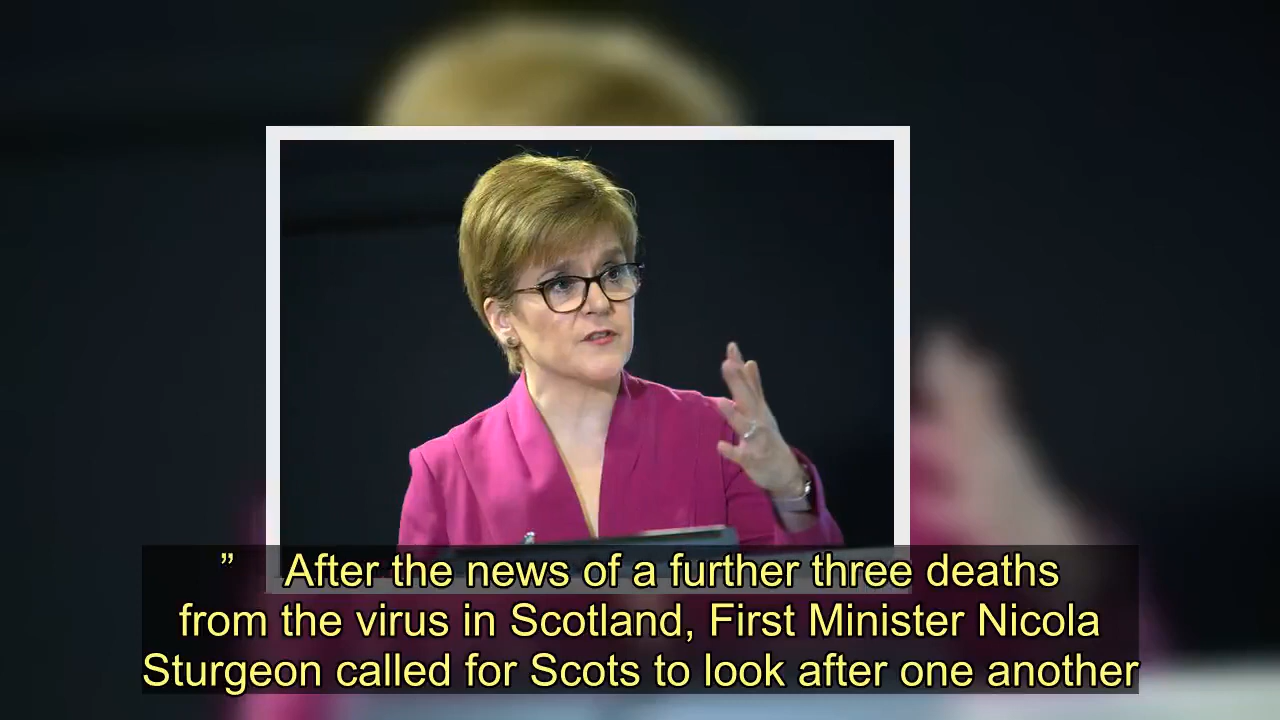 ”    After the news of a further three deaths
from the virus in Scotland, First Minister Nicola
Sturgeon called for Scots to look after one another